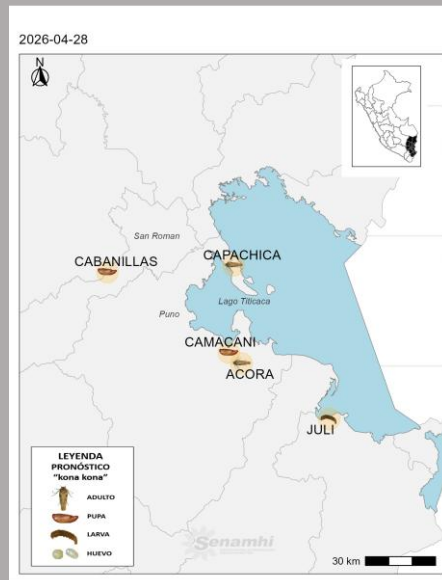 2026-04-28
N
San Roman
CABANILLAS
CAPACHICA
Lago Titicaca
Puno
CAMACANI
ACORA
JULI
LEYENDA
PRONÓSTICO
"kona kona"
ADULTO
PUPA
LARVA
HUEVO
Senamhi
30 km